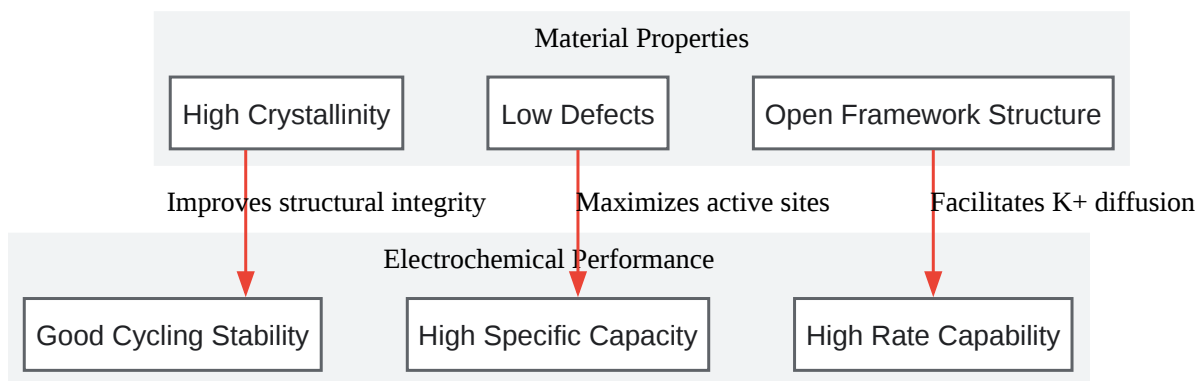 Material Properties
High Crystallinity
Low Defects
Open Framework Structure
Improves structural integrity
Maximizes active sites
Facilitates K+ diffusion
Electrochemical Performance
Good Cycling Stability
High Specific Capacity
High Rate Capability